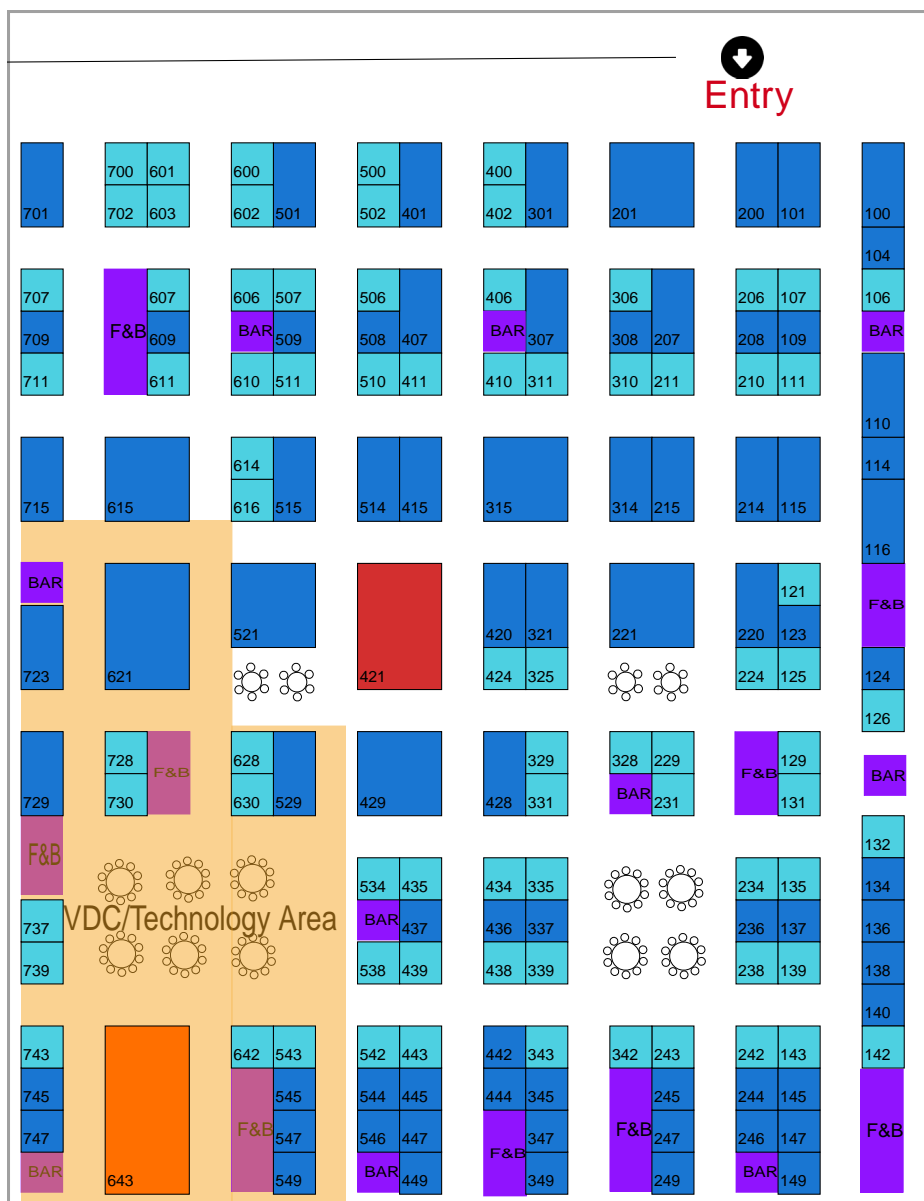 Entry
700 601 600 500 400
701 702 603 602 501 502 401 402 301 201 200 101 100
104
707 607 606 507 506 406 306 206 107 106
F&B BAR BAR BAR
709 609 509 508 407 307 308 207 208 109
711 611 610 511 510 411 410 311 310 211 210 111
110
614 114
715 615 616 515 514 415 315 314 215 214 115
116
BAR 121 F&B
521 420 321 221 220 123
723 621 421 424 325 224 125 124
126
728 F&B 628 329 328 229 F&B 129 BAR
729 730 630 529 429 428 331 BAR 231 131
F&B 132
534 435 434 335 234 135 134
737 VDC/Technology Area BAR 437 436 337 236 137 136
739 538 439 438 339 238 139 138
140
743 642 543 542 443 442 343 342 243 242 143 142
745 545 544 445 444 345 245 244 145
F&B F&B F&B
747 547 546 447 F&B 347 247 246 147
BAR 643 549 BAR 449 349 249 BAR 149